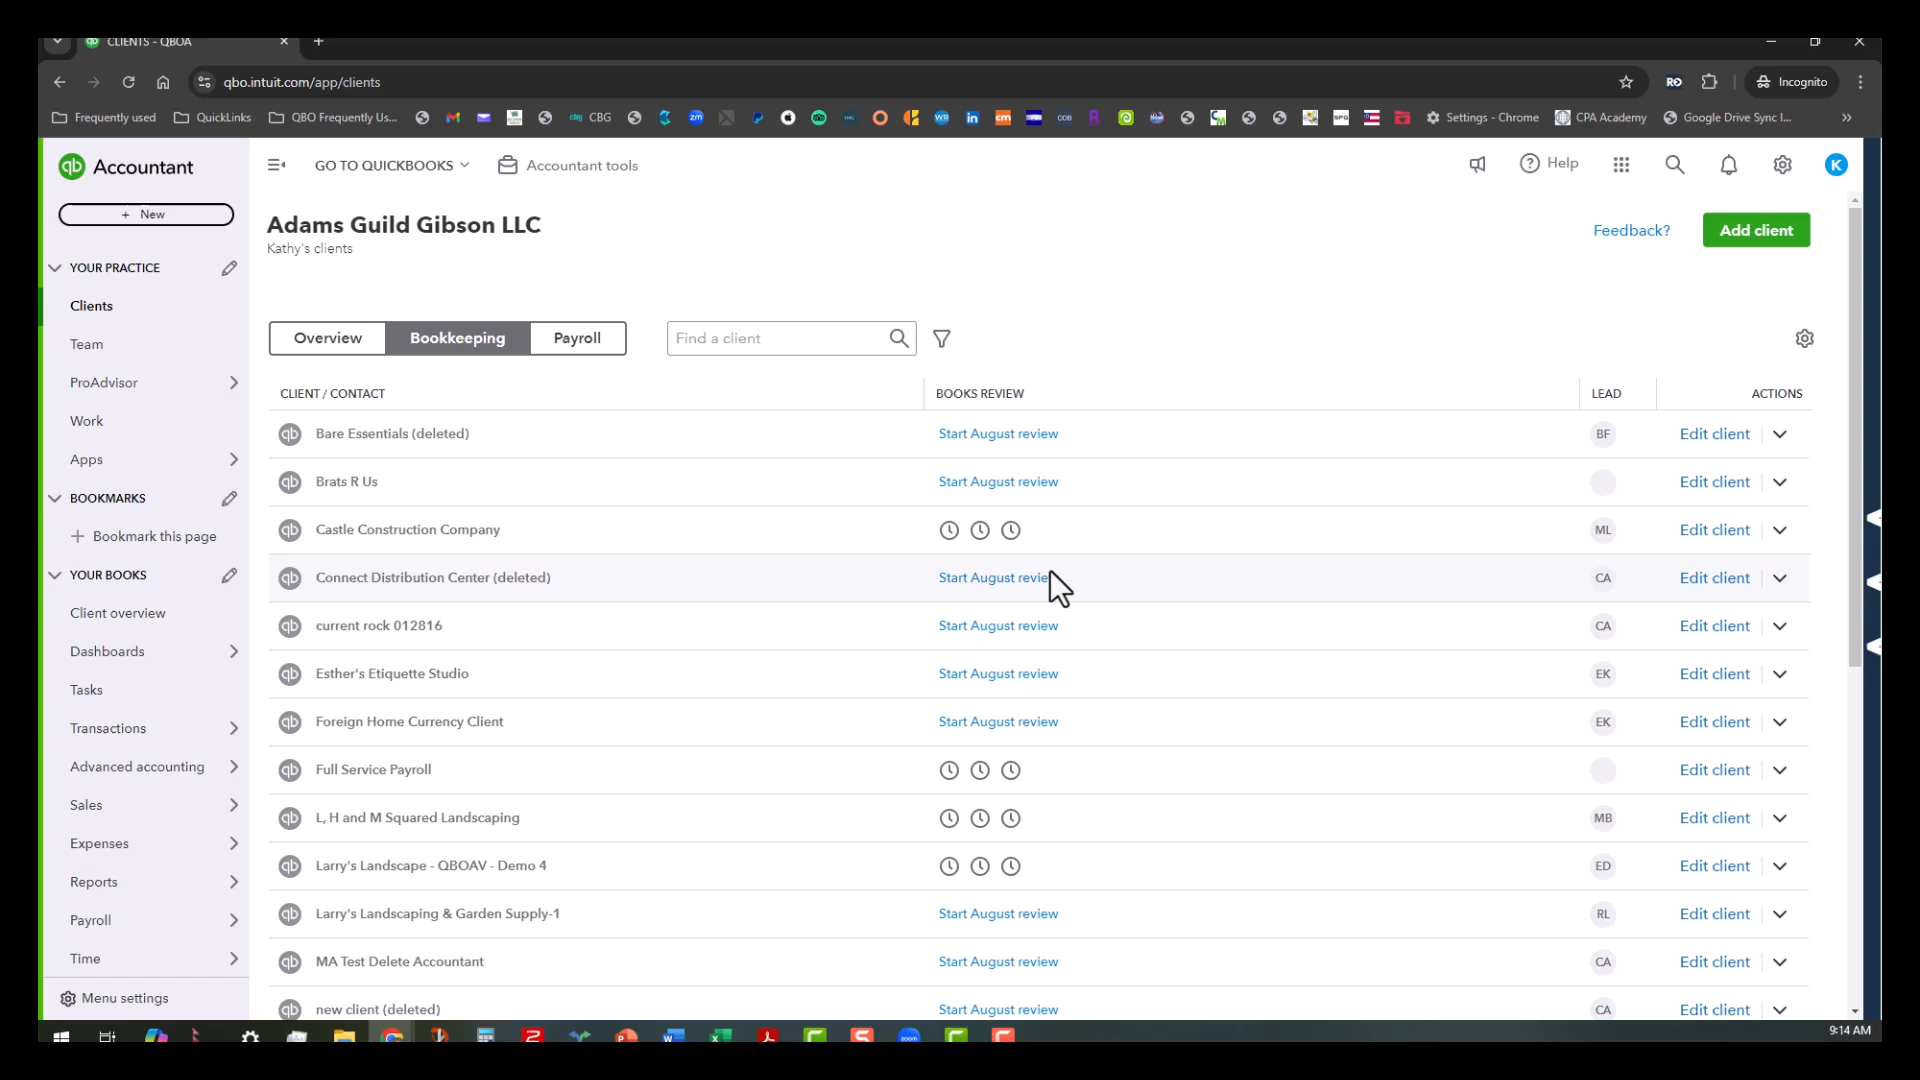 CLIENTS - QBOA
qbo.intuit.com/app/clients
Incognito
Frequently used
QuickLinks
QBO Frequently Us...
CBG
Settings - Chrome
CPA Academy
Google Drive Sync I...
qb Accountant
GO TO QUICKBOOKS
Accountant tools
Help
K
+ New
Adams Guild Gibson LLC
Kathy's clients
Feedback?
Add client
YOUR PRACTICE
Clients
Team
ProAdvisor
Work
Apps
BOOKMARKS
Bookmark this page
YOUR BOOKS
Client overview
Dashboards
Tasks
Transactions
Advanced accounting
Sales
Expenses
Reports
Payroll
Time
Menu settings
Overview
Bookkeeping
Payroll
Find a client
CLIENT / CONTACT BOOKS REVIEW LEAD ACTIONS
Bare Essentials (deleted) Start August review BF Edit client
Brats R Us Start August review Edit client
Castle Construction Company ML Edit client
Connect Distribution Center (deleted) Start August CA Edit client
current rock 012816 Start August review CA Edit client
Esther's Etiquette Studio Start August review EK Edit client
Foreign Home Currency Client Start August review EK Edit client
Full Service Payroll Edit client
L, H and M Squared Landscaping MB Edit client
Larry's Landscape - QBOAV - Demo 4 ED Edit client
Larry's Landscaping & Garden Supply-1 Start August review RL Edit client
MA Test Delete Accountant Start August review CA Edit client
new client (deleted) Start August review CA Edit client
9:14 AM